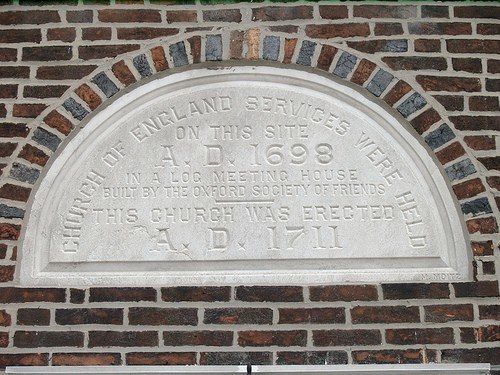 CHURCH OF ENGLAND SERVICES WERE HELD
ON THIS SITE
A. D. 1698
IN A LOG MEETING HOUSE
BUILT BY THE OXFORD SOCIETY OF FRIENDS
THIS CHURCH WAS ERECTED
A. D. 1711